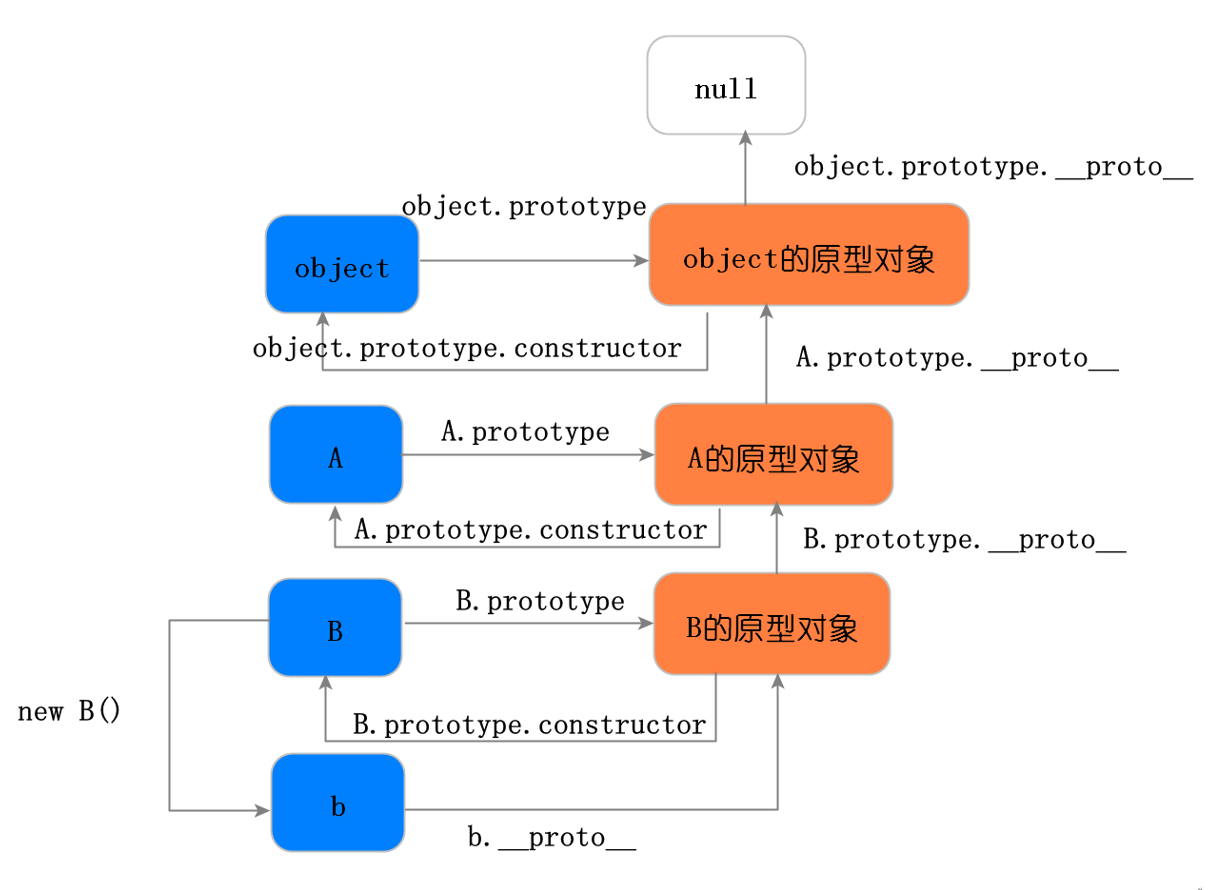 null
object.prototype.__proto__
object.prototype
object
object的原型对象
object.prototype.constructor
A.prototype.__proto__
A.prototype
A
A的原型对象
A.prototype.constructor
B.prototype.__proto__
B.prototype
B
B的原型对象
new B()
B.prototype.constructor
b
b.__proto__